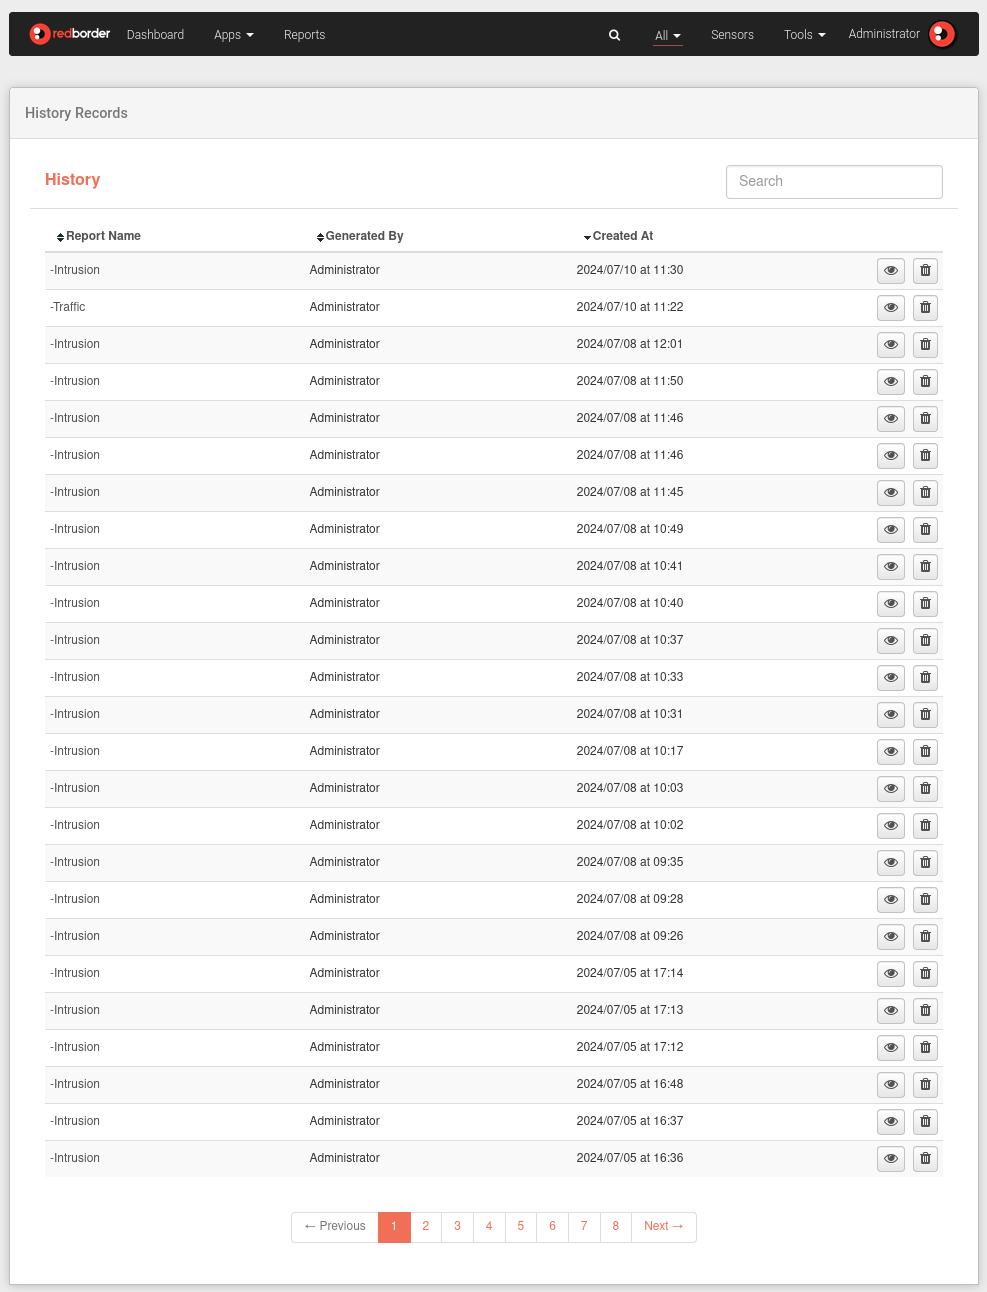 redborder Dashboard Apps Reports All Sensors Tools Administrator
History Records
History Search
Report Name Generated By Created At
-Intrusion Administrator 2024/07/10 at 11:30
-Traffic Administrator 2024/07/10 at 11:22
-Intrusion Administrator 2024/07/08 at 12:01
-Intrusion Administrator 2024/07/08 at 11:50
-Intrusion Administrator 2024/07/08 at 11:46
-Intrusion Administrator 2024/07/08 at 11:46
-Intrusion Administrator 2024/07/08 at 11:45
-Intrusion Administrator 2024/07/08 at 10:49
-Intrusion Administrator 2024/07/08 at 10:41
-Intrusion Administrator 2024/07/08 at 10:40
-Intrusion Administrator 2024/07/08 at 10:37
-Intrusion Administrator 2024/07/08 at 10:33
-Intrusion Administrator 2024/07/08 at 10:31
-Intrusion Administrator 2024/07/08 at 10:17
-Intrusion Administrator 2024/07/08 at 10:03
-Intrusion Administrator 2024/07/08 at 10:02
-Intrusion Administrator 2024/07/08 at 09:35
-Intrusion Administrator 2024/07/08 at 09:28
-Intrusion Administrator 2024/07/08 at 09:26
-Intrusion Administrator 2024/07/05 at 17:14
-Intrusion Administrator 2024/07/05 at 17:13
-Intrusion Administrator 2024/07/05 at 17:12
-Intrusion Administrator 2024/07/05 at 16:48
-Intrusion Administrator 2024/07/05 at 16:37
-Intrusion Administrator 2024/07/05 at 16:36
← Previous 1 2 3 4 5 6 7 8 Next →